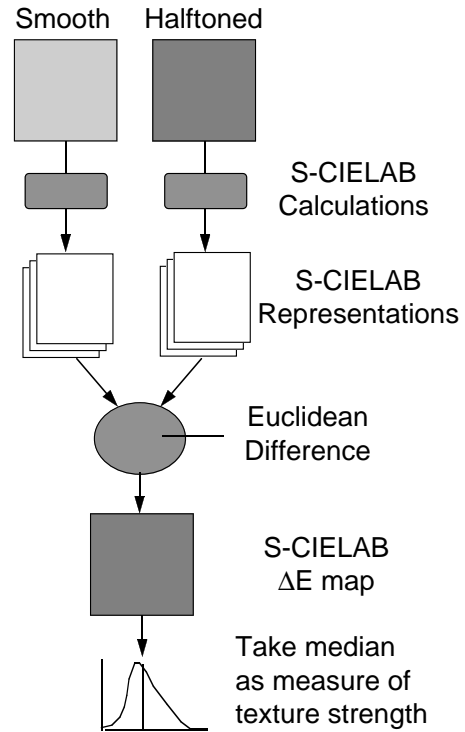 Smooth Halftoned
S-CIELAB
Calculations
S-CIELAB
Representations
Euclidean
Difference
S-CIELAB
ΔE map
Take median
as measure of
texture strength